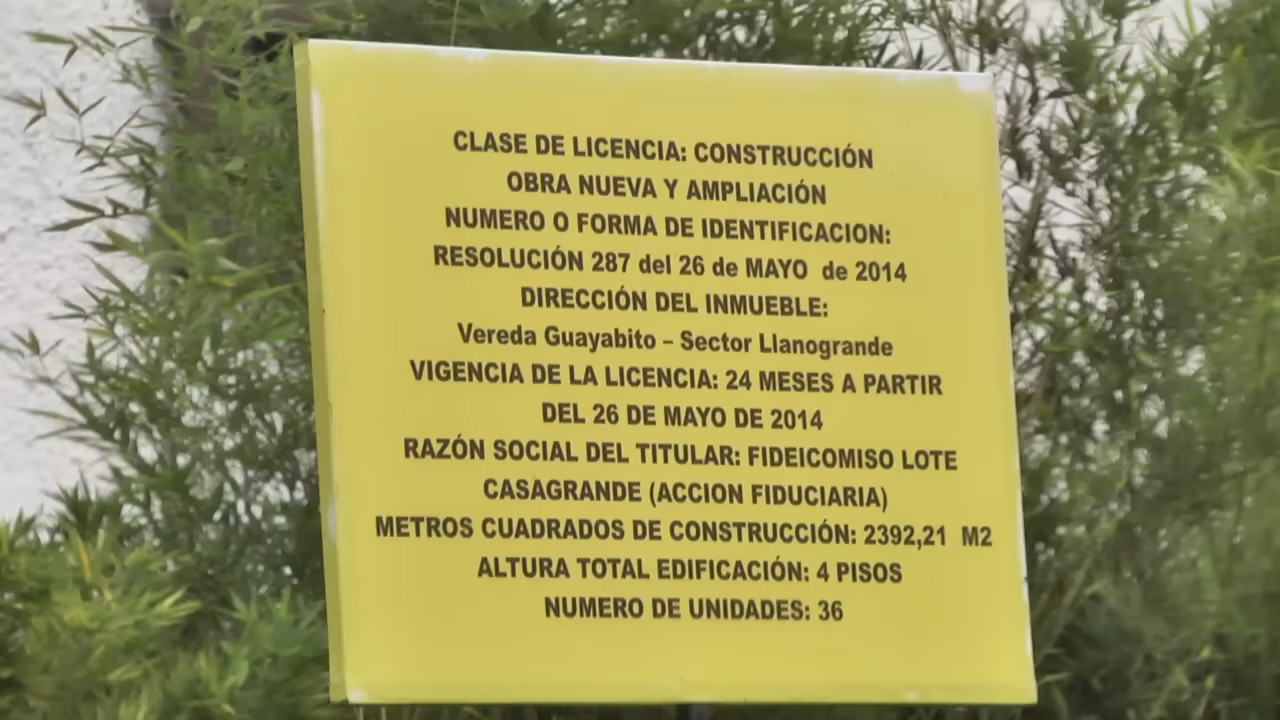 CLASE DE LICENCIA: CONSTRUCCIÓN
OBRA NUEVA Y AMPLIACIÓN
NUMERO O FORMA DE IDENTIFICACION:
RESOLUCIÓN 287 del 26 de MAYO de 2014
DIRECCIÓN DEL INMUEBLE:
Vereda Guayabito – Sector Llanogrande
VIGENCIA DE LA LICENCIA: 24 MESES A PARTIR
DEL 26 DE MAYO DE 2014
RAZÓN SOCIAL DEL TITULAR: FIDEICOMISO LOTE
CASAGRANDE (ACCION FIDUCIARIA)
METROS CUADRADOS DE CONSTRUCCIÓN: 2392,21 M2
ALTURA TOTAL EDIFICACIÓN: 4 PISOS
NUMERO DE UNIDADES: 36